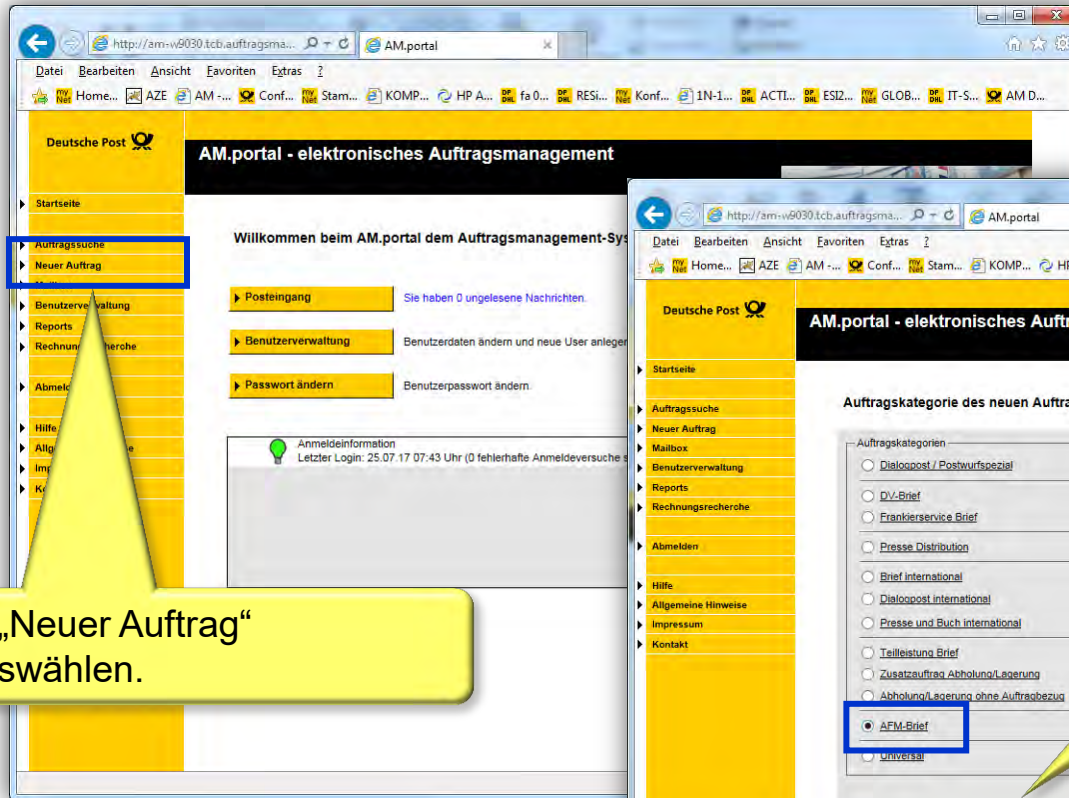 http://am-w9030.tcb.auftragsma...
AM.portal
Datei Bearbeiten Ansicht Favoriten Extras ?
Home... AZE AM -... Conf... Stam... KOMP... HP A... fa 0... RESi... Konf... 1N-1... ACTI... ESI2... GLOB... IT-S... AM D...
Deutsche Post
AM.portal - elektronisches Auftragsmanagement
Startseite
Auftragssuche
Neuer Auftrag
Benutzerverwaltung
Reports
Hilfe
Willkommen beim AM.portal dem Auftragsmanagement-Sys
Posteingang
Sie haben 0 ungelesene Nachrichten.
Benutzerverwaltung
Benutzerdaten ändern und neue User anleger
Passwort ändern
Benutzerpasswort ändern.
Anmeldeinformation
Letzter Login: 25.07.17 07:43 Uhr (0 fehlerhafte Anmeldeversuche s
„Neuer Auftrag“
swählen.
http://am-w9030.tcb.auftragsma...
AM.portal
Datei Bearbeiten Ansicht Favoriten Extras ?
Home... AZE AM -... Conf... Stam... KOMP... HP
Deutsche Post
AM.portal - elektronisches Auftr
Startseite
Auftragssuche
Neuer Auftrag
Mailbox
Benutzerverwaltung
Reports
Rechnungsrecherche
Abmelden
Hilfe
Allgemeine Hinweise
Impressum
Kontakt
Auftragskategorie des neuen Auftra
Auftragskategorien
Dialogpost / Postwurfspezial
DV-Brief
Frankierservice Brief
Presse Distribution
Brief international
Dialogpost international
Presse und Buch international
Teilleistung Brief
Zusatzauftrag Abholung/Lagerung
Abholung/Lagerung ohne Auftragbezug
AFM-Brief
Universal